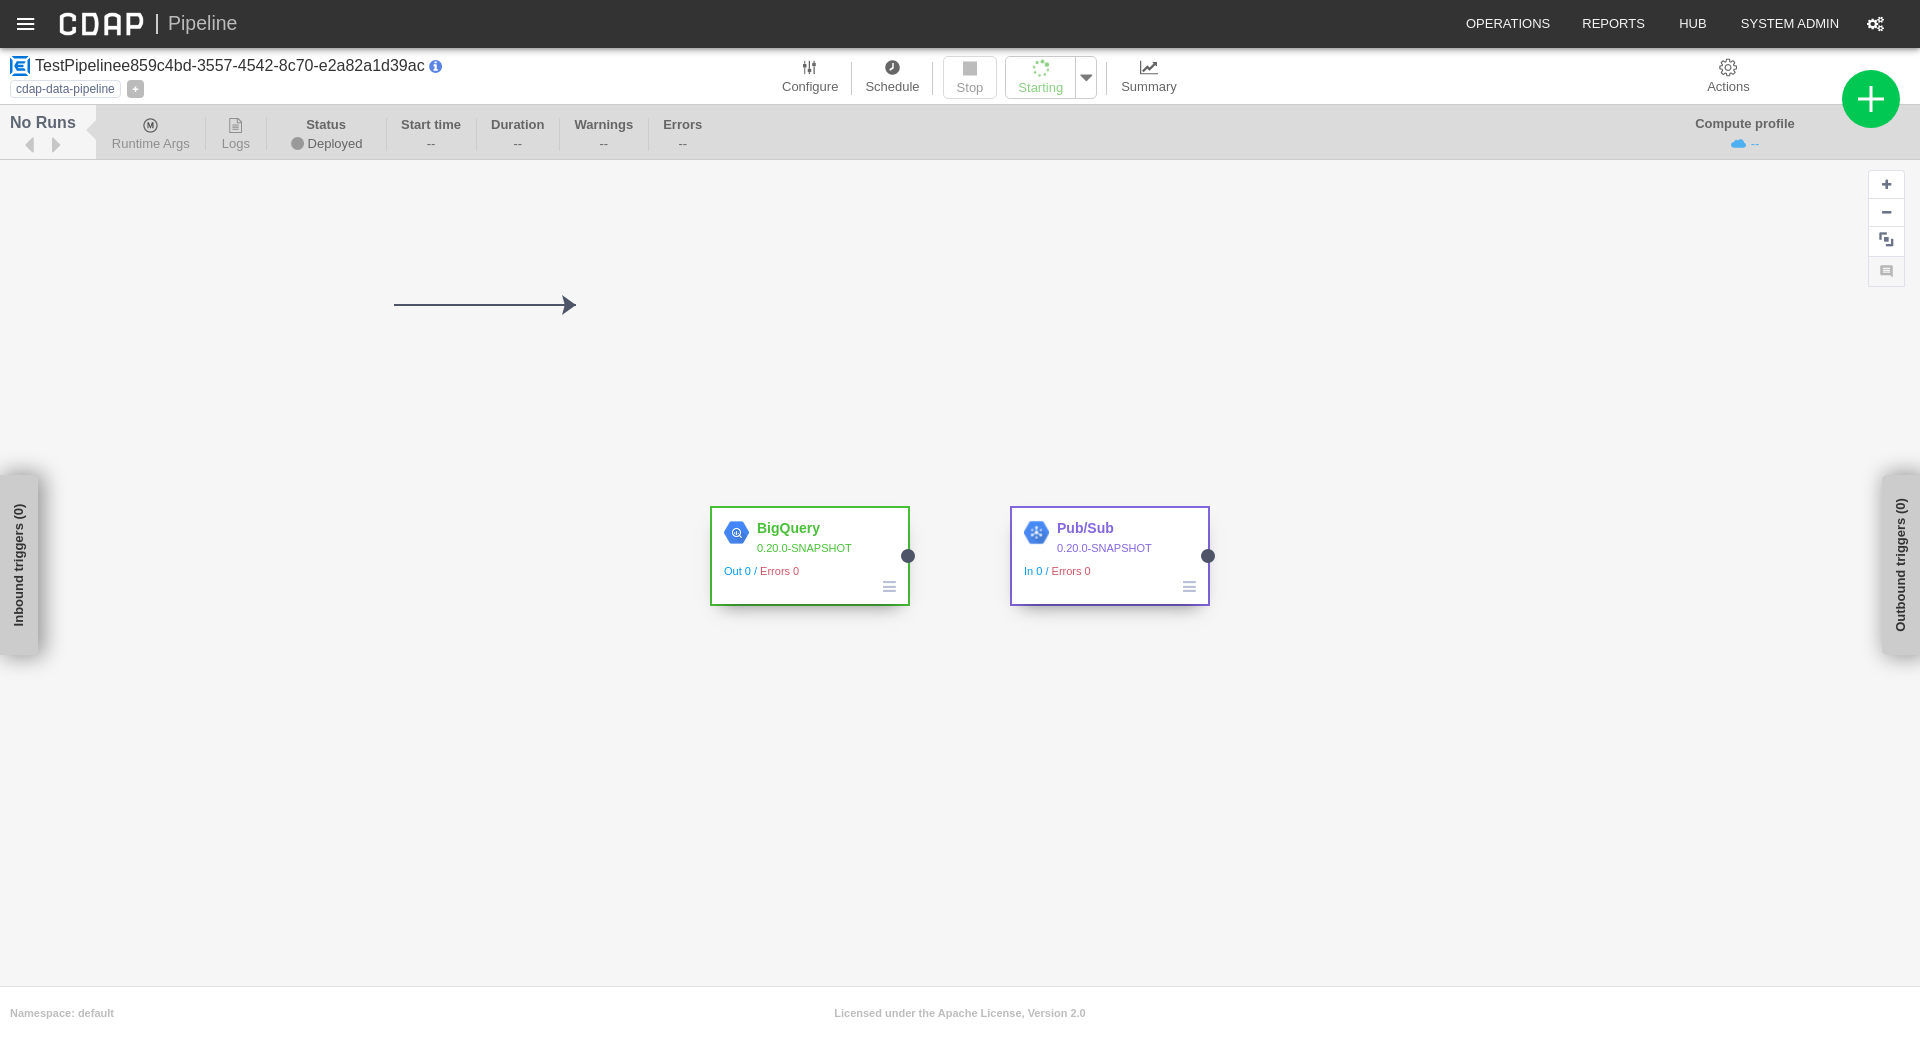 CDAP | Pipeline
OPERATIONS
REPORTS
HUB
SYSTEM ADMIN
TestPipelinee859c4bd-3557-4542-8c70-e2a82a1d39ac
cdap-data-pipeline
+
Configure
Schedule
Stop
Starting
Summary
Actions
No Runs
Runtime Args
Logs
Status
Deployed
Start time
--
Duration
--
Warnings
--
Errors
--
Compute profile
--
Inbound triggers (0)
BigQuery
0.20.0-SNAPSHOT
Out 0 / Errors 0
Pub/Sub
0.20.0-SNAPSHOT
In 0 / Errors 0
Outbound triggers (0)
Namespace: default
Licensed under the Apache License, Version 2.0